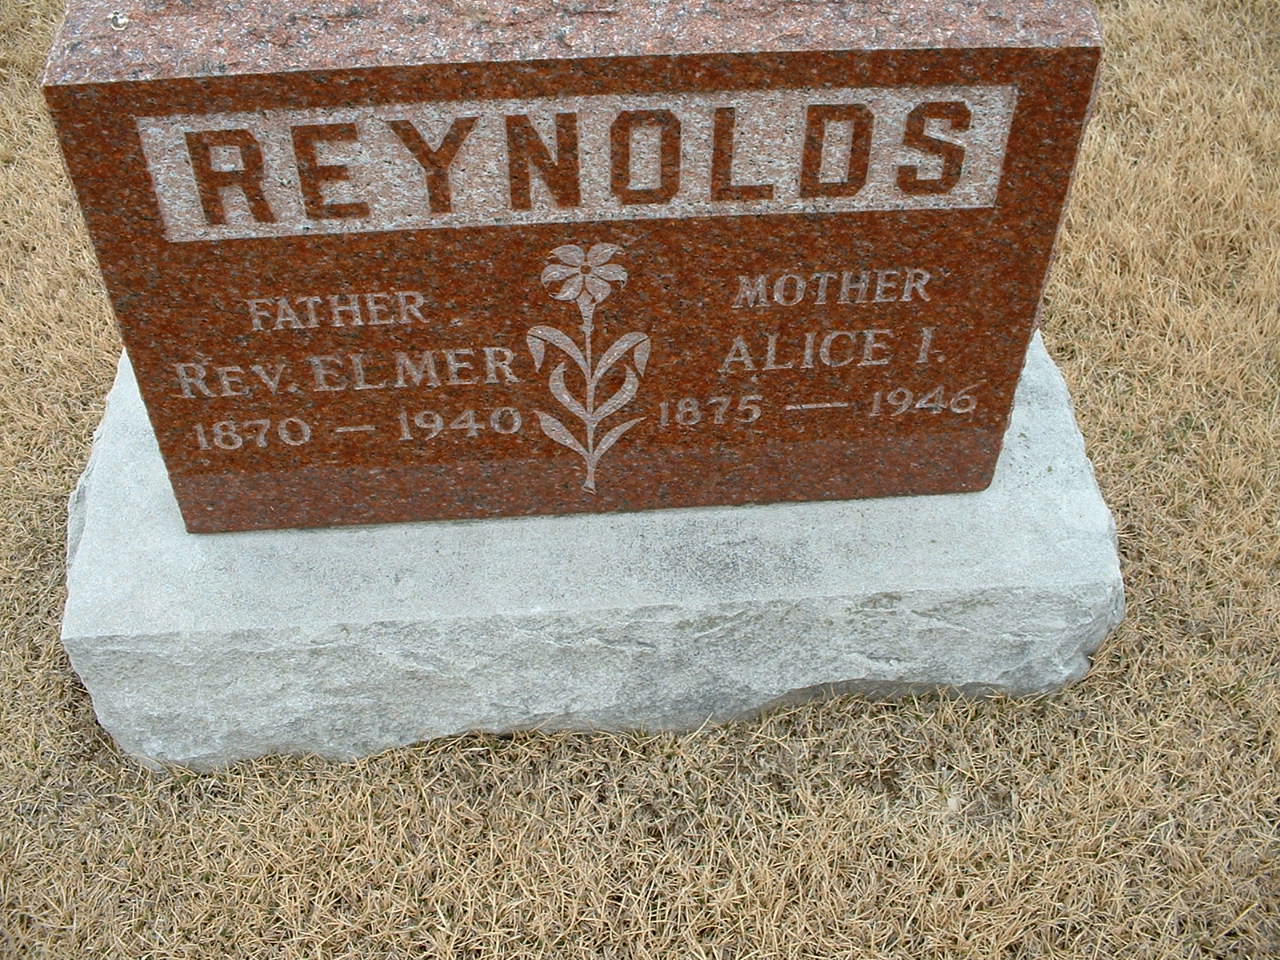 REYNOLDS
FATHER
REV. ELMER
1870 — 1940
MOTHER
ALICE I.
1875 — 1946